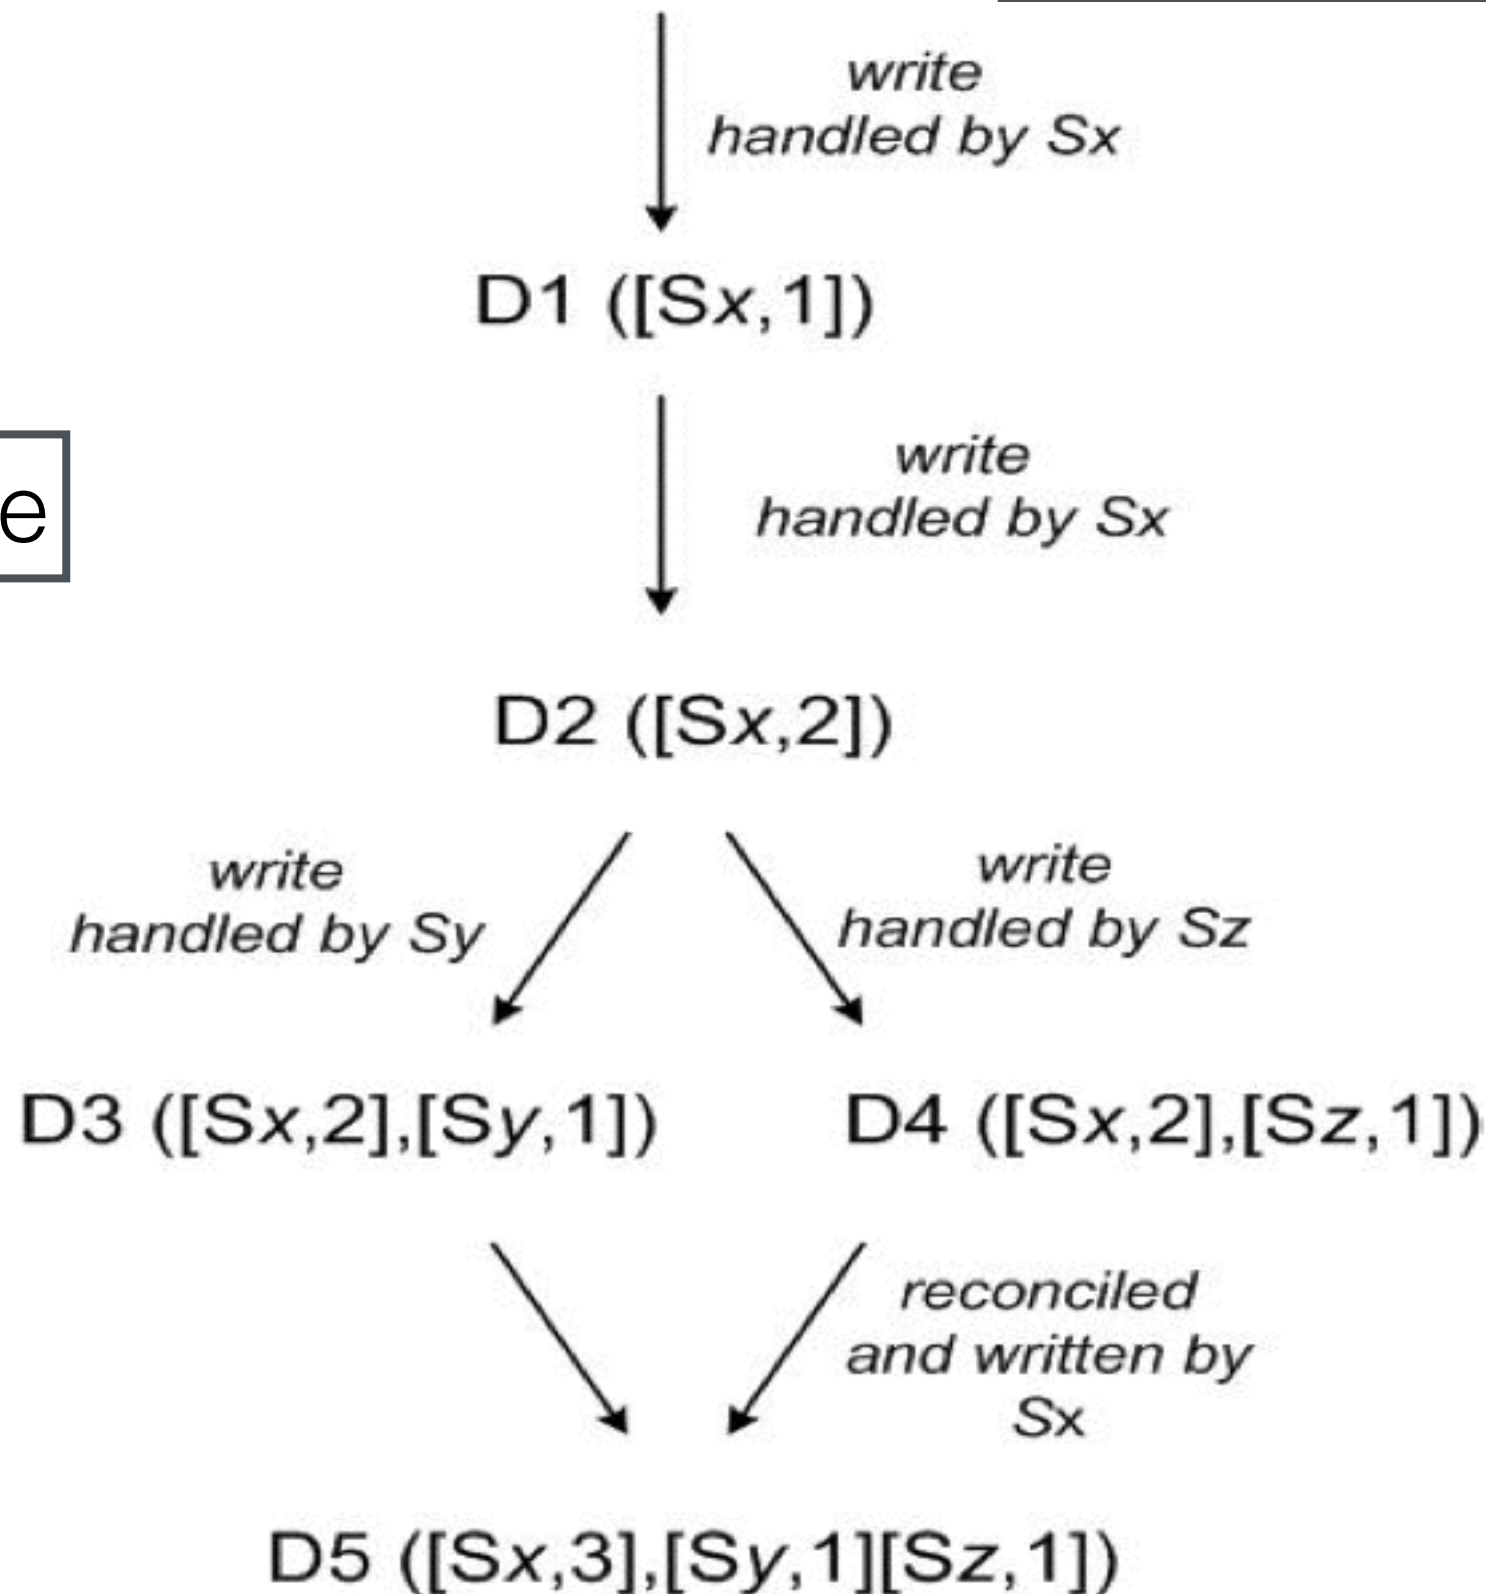 write
handled by Sx
D1 ([Sx,1])
write
handled by Sx
e
D2 ([Sx,2])
write
handled by Sy
write
handled by Sz
D3 ([Sx,2],[Sy,1])
D4 ([Sx,2],[Sz,1])
reconciled
and written by
Sx
D5 ([Sx,3],[Sy,1][Sz,1])